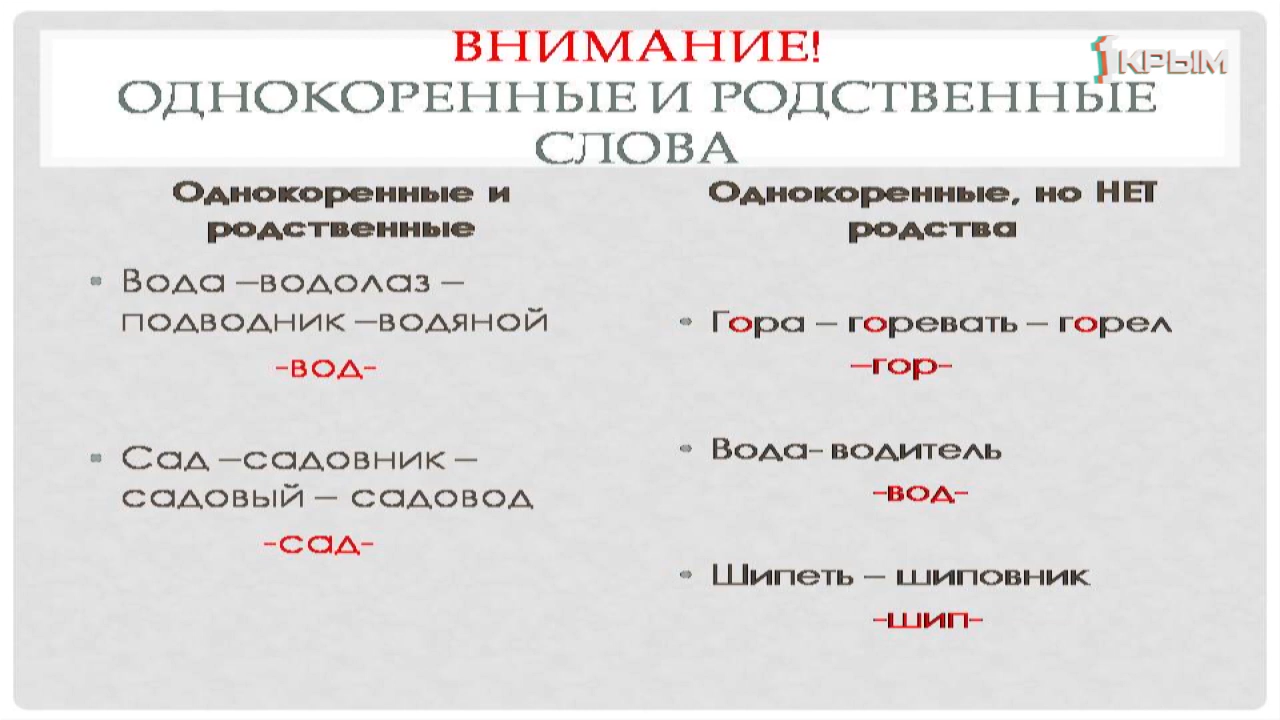 ВНИМАНИЕ!
1 КРЫМ
ОДНОКОРЕННЫЕ И РОДСТВЕННЫЕ
СЛОВА
Однокоренные и
родственные
• Вода –водолаз –
подводник –водяной
-вод-
• Сад –садовник –
садовый – садовод
-сад-
Однокоренные, но НЕТ
родства
• Гора – горевать – горел
–гор-
• Вода- водитель
-вод-
• Шипеть – шиповник
-шип-